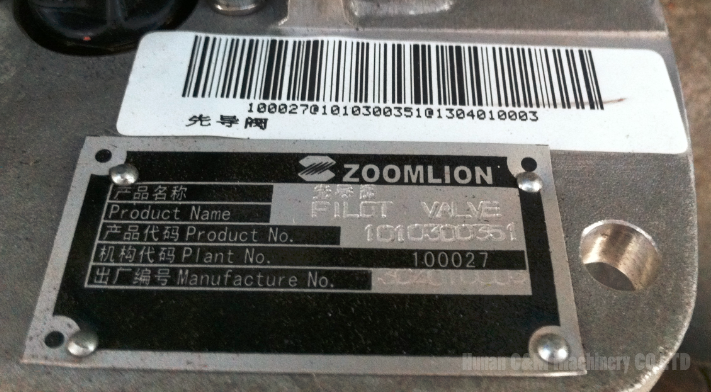 100027@1010300351@1304010003
先导阀
ZOOMLION
产品名称 先导阀
Product Name PILOT VALVE
产品代码 Product No. 1010300351
机构代码 Plant No. 100027
出厂编号 Manufacture No.
Hunan C&M Machinery CO.,LTD